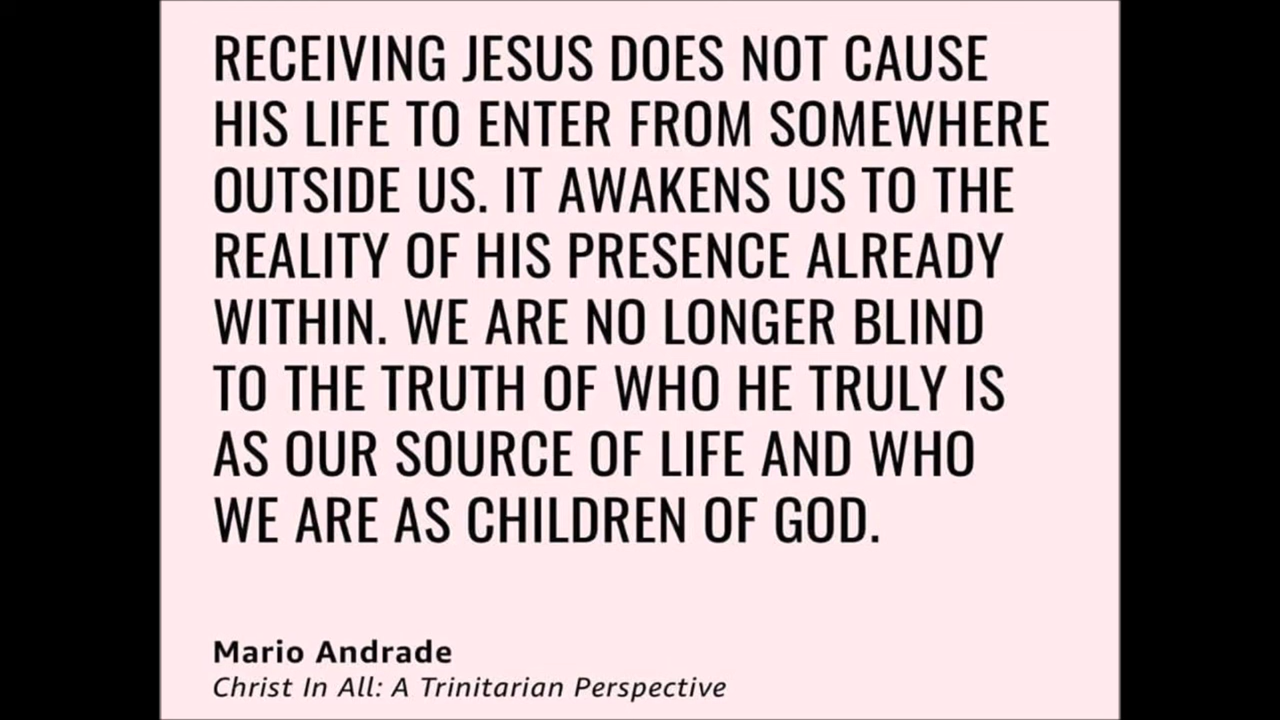 RECEIVING JESUS DOES NOT CAUSE
HIS LIFE TO ENTER FROM SOMEWHERE
OUTSIDE US. IT AWAKENS US TO THE
REALITY OF HIS PRESENCE ALREADY
WITHIN. WE ARE NO LONGER BLIND
TO THE TRUTH OF WHO HE TRULY IS
AS OUR SOURCE OF LIFE AND WHO
WE ARE AS CHILDREN OF GOD.
Mario Andrade
Christ In All: A Trinitarian Perspective